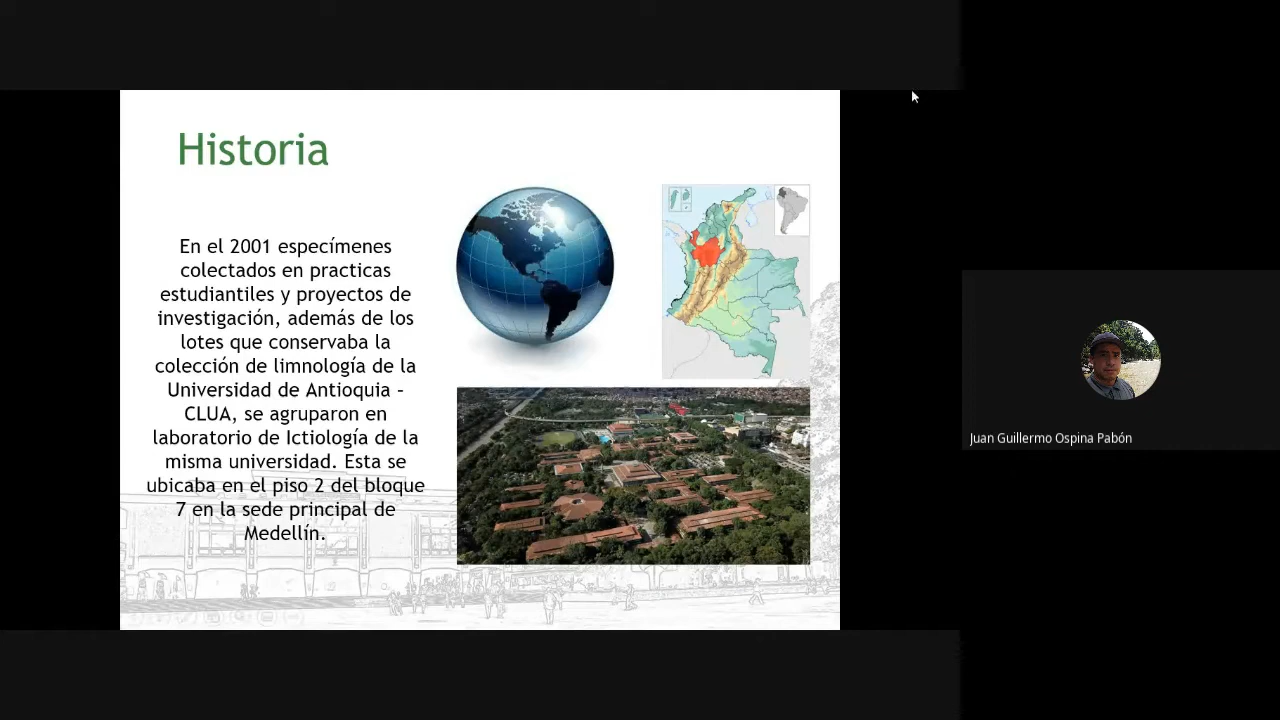 Historia
En el 2001 especímenes
colectados en practicas
estudiantiles y proyectos de
investigación, además de los
lotes que conservaba la
colección de limnología de la
Universidad de Antioquia –
CLUA, se agruparon en
laboratorio de Ictiología de la
misma universidad. Esta se
ubicaba en el piso 2 del bloque
7 en la sede principal de
Medellín.
Juan Guillermo Ospina Pabón